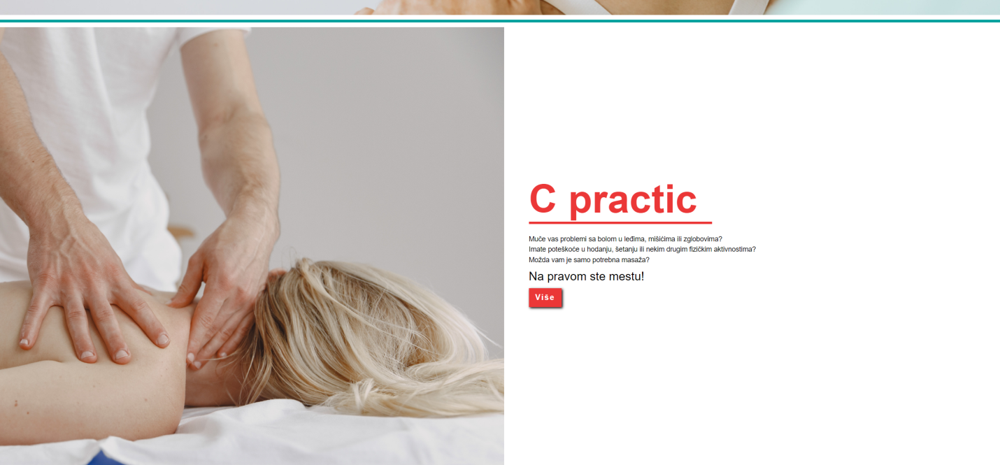 C practic
Muče vas problemi sa bolom u leđima, mišićima ili zglobovima?
Imate poteškoće u hodanju, šetanju ili nekim drugim fizičkim aktivnostima?
Možda vam je samo potrebna masaža?
Na pravom ste mestu!
Više